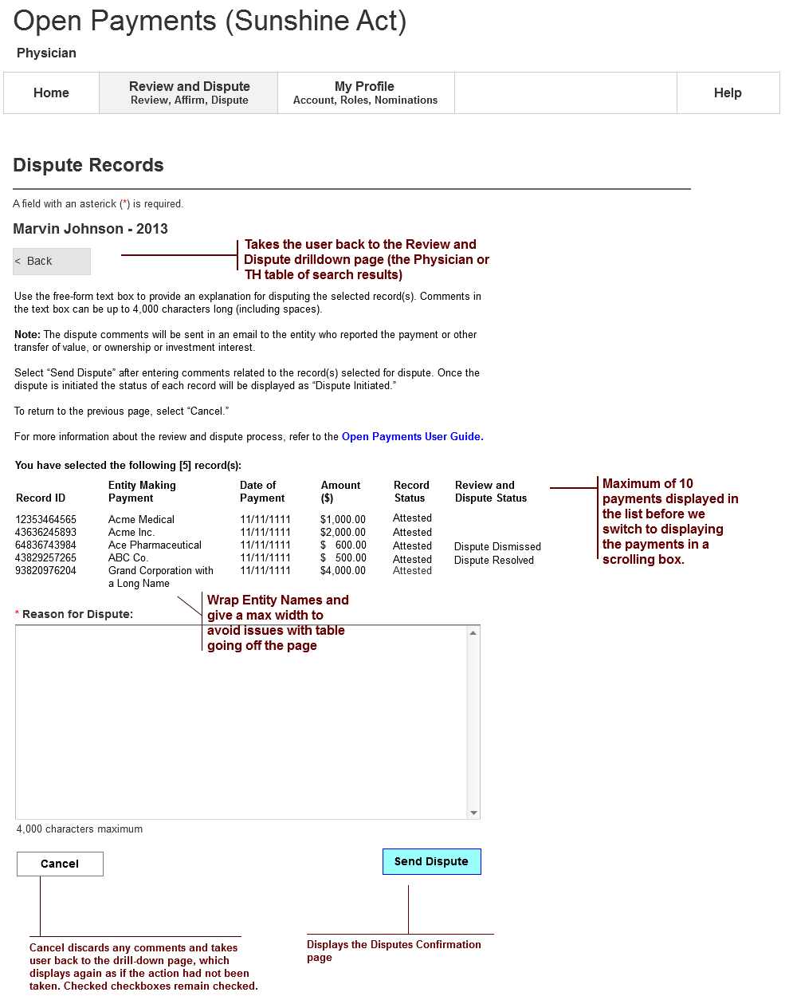 Open Payments (Sunshine Act)
Physician
Home
Review and Dispute
Review, Affirm, Dispute
My Profile
Account, Roles, Nominations
Help
Dispute Records
A field with an asterick (*) is required.
Marvin Johnson - 2013
< Back
Takes the user back to the Review and
Dispute drilldown page (the Physician or
TH table of search results)
Use the free-form text box to provide an explanation for disputing the selected record(s). Comments in
the text box can be up to 4,000 characters long (including spaces).
Note: The dispute comments will be sent in an email to the entity who reported the payment or other
transfer of value, or ownership or investment interest.
Select “Send Dispute” after entering comments related to the record(s) selected for dispute. Once the
dispute is initiated the status of each record will be displayed as “Dispute Initiated.”
To return to the previous page, select “Cancel.”
For more information about the review and dispute process, refer to the Open Payments User Guide.
You have selected the following [5] record(s):
Record ID Entity Making Payment Date of Payment Amount ($) Record Status Review and Dispute Status
12353464565 Acme Medical 11/11/1111 $1,000.00 Attested
43636245893 Acme Inc. 11/11/1111 $2,000.00 Attested
64836743984 Ace Pharmaceutical 11/11/1111 $ 600.00 Attested Dispute Dismissed
43829257265 ABC Co. 11/11/1111 $ 500.00 Attested Dispute Resolved
93820976204 Grand Corporation with 11/11/1111 $4,000.00 Attested
a Long Name
Maximum of 10
payments displayed in
the list before we
switch to displaying
the payments in a
scrolling box.
Wrap Entity Names and
give a max width to
avoid issues with table
going off the page
* Reason for Dispute:
4,000 characters maximum
Cancel
Send Dispute
Cancel discards any comments and takes
user back to the drill-down page, which
displays again as if the action had not been
taken. Checked checkboxes remain checked.
Displays the Disputes Confirmation
page